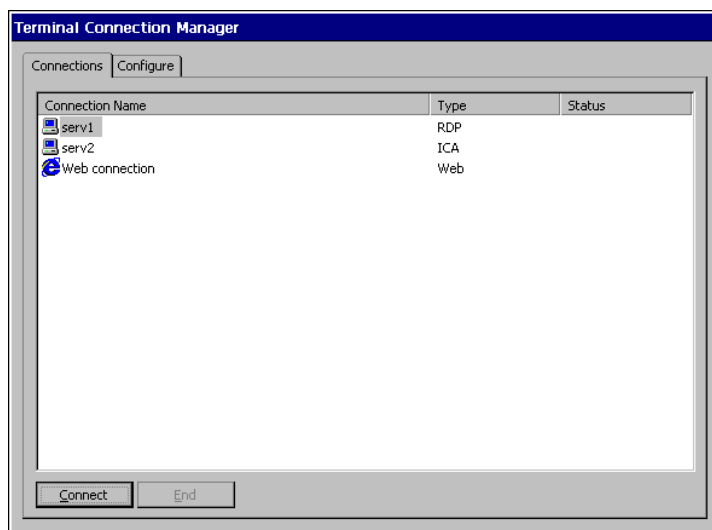 Terminal Connection Manager
Connections Configure
Connection Name Type Status
serv1 RDP
serv2 ICA
Web connection Web
Connect End